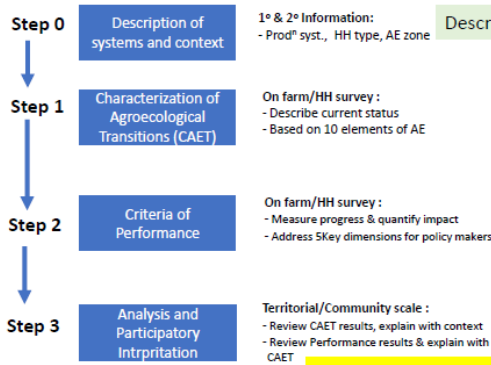 Step 0
Description of
systems and context
1º & 2º Information:
- Prodⁿ syst., HH type, AE zone
Descr
Step 1
Characterization of
Agroecological
Transitions (CAET)
On farm/HH survey :
- Describe current status
- Based on 10 elements of AE
Step 2
Criteria of
Performance
On farm/HH survey :
- Measure progress & quantify impact
- Address 5Key dimensions for policy makers
Step 3
Analysis and
Participatory
Intrpritation
Territorial/Community scale :
- Review CAET results, explain with context
- Review Performance results & explain with
CAET